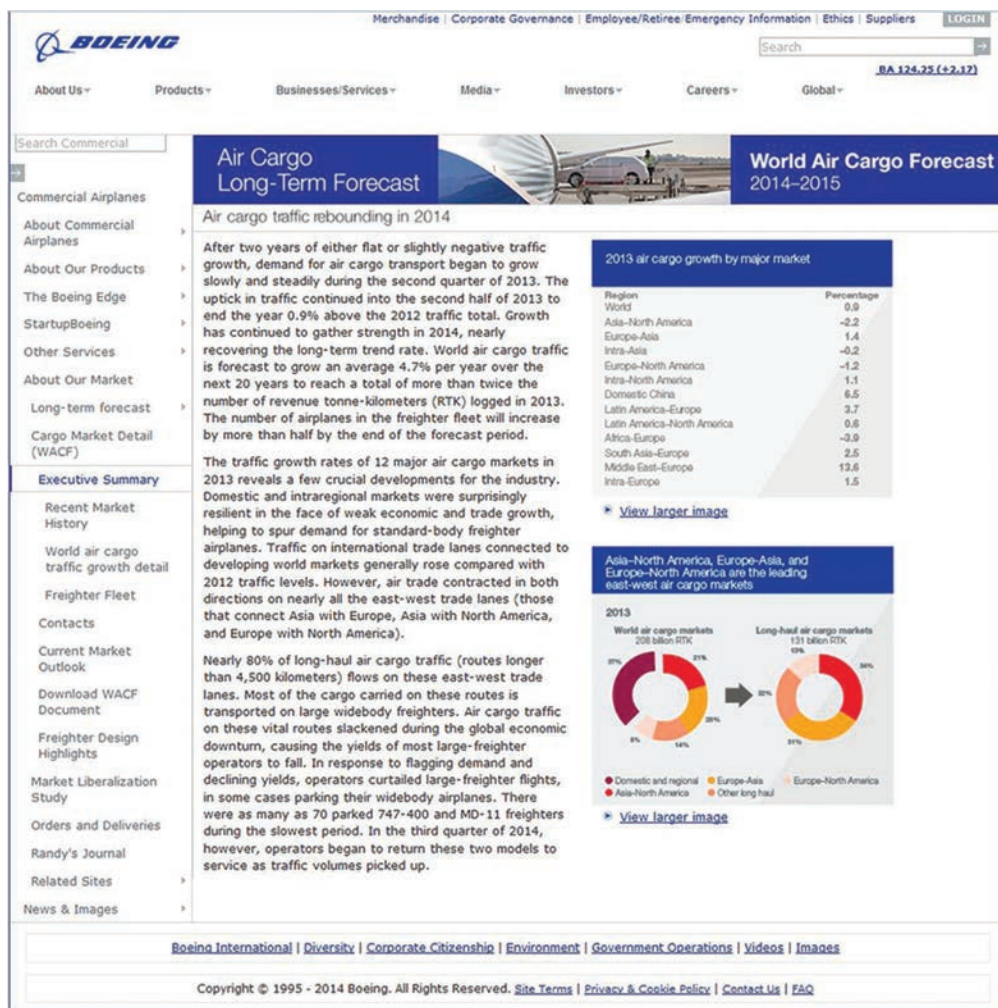 Merchandise | Corporate Governance | Employee/Retiree Emergency Information | Ethics | Suppliers
LOGIN
BOEING
Search
BA 124.25 (+2.17)
About Us
Products
Businesses/Services
Media
Investors
Careers
Global
Search Commercial
Commercial Airplanes
About Commercial
Airplanes
About Our Products
The Boeing Edge
StartupBoeing
Other Services
About Our Market
Long-term forecast
Cargo Market Detail
(WACF)
Executive Summary
Recent Market
History
World air cargo
traffic growth detail
Freighter Fleet
Contacts
Current Market
Outlook
Download WACF
Document
Freighter Design
Highlights
Market Liberalization
Study
Orders and Deliveries
Randy's Journal
Related Sites
News & Images
Air Cargo
Long-Term Forecast
World Air Cargo Forecast
2014–2015
Air cargo traffic rebounding in 2014
After two years of either flat or slightly negative traffic
growth, demand for air cargo transport began to grow
slowly and steadily during the second quarter of 2013. The
uptick in traffic continued into the second half of 2013 to
end the year 0.9% above the 2012 traffic total. Growth
has continued to gather strength in 2014, nearly
recovering the long-term trend rate. World air cargo traffic
is forecast to grow an average 4.7% per year over the
next 20 years to reach a total of more than twice the
number of revenue tonne-kilometers (RTK) logged in 2013.
The number of airplanes in the freighter fleet will increase
by more than half by the end of the forecast period.
The traffic growth rates of 12 major air cargo markets in
2013 reveals a few crucial developments for the industry.
Domestic and intraregional markets were surprisingly
resilient in the face of weak economic and trade growth,
helping to spur demand for standard-body freighter
airplanes. Traffic on international trade lanes connected to
developing world markets generally rose compared with
2012 traffic levels. However, air trade contracted in both
directions on nearly all the east-west trade lanes (those
that connect Asia with Europe, Asia with North America,
and Europe with North America).
Nearly 80% of long-haul air cargo traffic (routes longer
than 4,500 kilometers) flows on these east-west trade
lanes. Most of the cargo carried on these routes is
transported on large widebody freighters. Air cargo traffic
on these vital routes slackened during the global economic
downturn, causing the yields of most large-freighter
operators to fall. In response to flagging demand and
declining yields, operators curtailed large-freighter flights,
in some cases parking their widebody airplanes. There
were as many as 70 parked 747-400 and MD-11 freighters
during the slowest period. In the third quarter of 2014,
however, operators began to return these two models to
service as traffic volumes picked up.
2013 air cargo growth by major market
Region Percentage
World 0.9
Asia–North America -2.2
Europe-Asia 1.4
Intra-Asia -0.2
Europe–North America -1.2
Intra-North America 1.1
Domestic China 6.5
Latin America–Europe 3.7
Latin America–North America 0.6
Africa-Europe -3.9
South Asia–Europe 2.5
Middle East–Europe 13.6
Intra-Europe 1.5
View larger image
Asia–North America, Europe-Asia, and
Europe–North America are the leading
east-west air cargo markets
2013
World air cargo markets
208 billion RTK
21%
14%
8%
Long-haul air cargo markets
131 billion RTK
13%
34%
31%
22%
Domestic and regional
Europe-Asia
Europe–North America
Asia–North America
Other long haul
View larger image
Boeing International | Diversity | Corporate Citizenship | Environment | Government Operations | Videos | Images
Copyright © 1995 - 2014 Boeing. All Rights Reserved. Site Terms | Privacy & Cookie Policy | Contact Us | FAQ